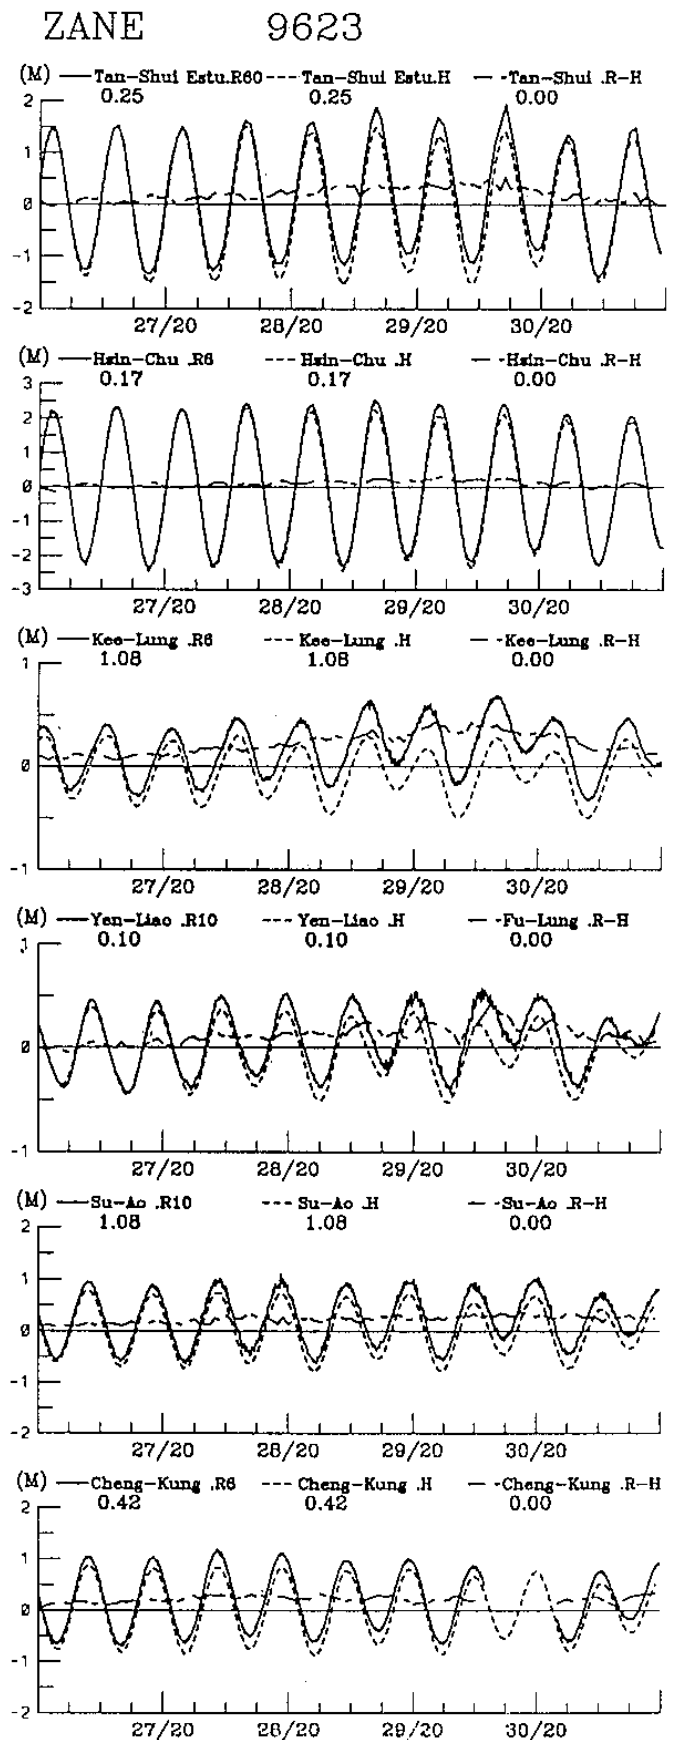 ZANE 9623
(M) Tan-Shui Estu.R60 Tan-Shui Estu.H Tan-Shui .R-H
0.25 0.25 0.00
2
1
0
-1
-2
27/20 28/20 29/20 30/20
(M) Hsin-Chu .R6 Hsin-Chu .H Hsin-Chu .R-H
0.17 0.17 0.00
3
2
1
0
-1
-2
-3
27/20 28/20 29/20 30/20
(M) Kee-Lung .R6 Kee-Lung .H Kee-Lung .R-H
1.08 1.08 0.00
1
0
-1
27/20 28/20 29/20 30/20
(M) Yen-Liao .R10 Yen-Liao .H Fu-Lung .R-H
0.10 0.10 0.00
1
0
-1
27/20 28/20 29/20 30/20
(M) Su-Ao .R10 Su-Ao .H Su-Ao .R-H
1.08 1.08 0.00
2
1
0
-1
-2
27/20 28/20 29/20 30/20
(M) Cheng-Kung .R6 Cheng-Kung .H Cheng-Kung .R-H
0.42 0.42 0.00
2
1
0
-1
-2
27/20 28/20 29/20 30/20